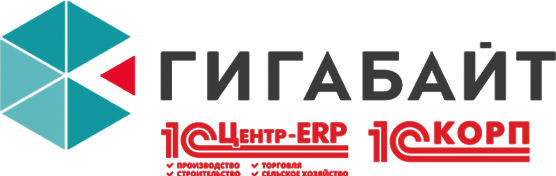 ГИГАБАЙТ
1С Центр-ERP 1С КОРП
ПРОИЗВОДСТВО ТОРГОВЛЯ
СТРОИТЕЛЬСТВО СЕЛЬСКОЕ ХОЗЯЙСТВО